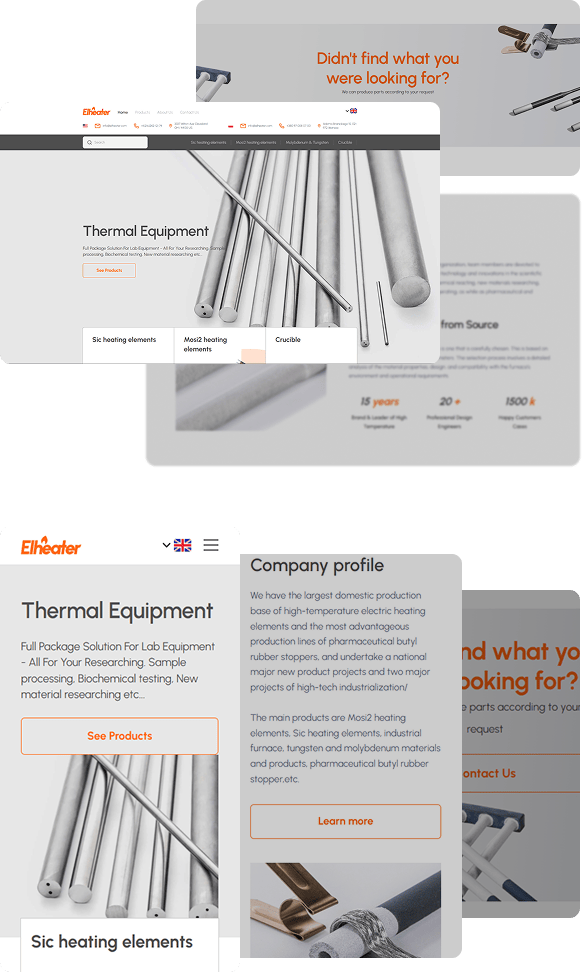 Didn't find what you
were looking for?
We can produce parts according to your request
Elheater
Home Products About Us Contact Us
Search
Sic heating elements Mosi2 heating elements Molybdenum & Tungsten Crucible
Thermal Equipment
Full Package Solution For Lab Equipment - All For Your Researching. Sample
processing, Biochemical testing, New material researching etc...
See Products
Sic heating elements
Mosi2 heating
elements
Crucible
from Source
15 years
20 +
1500 k
Brand & Leader Of High
Temperature
Professional Design
Engineers
Happy Customers
Cases
Elheater
Thermal Equipment
Full Package Solution For Lab Equipment
- All For Your Researching. Sample
processing, Biochemical testing, New
material researching etc...
See Products
Sic heating elements
Company profile
We have the largest domestic production
base of high-temperature electric heating
elements and the most advantageous
production lines of pharmaceutical butyl
rubber stoppers, and undertake a national
major new product projects and two major
projects of high-tech industrialization/
The main products are Mosi2 heating
elements, Sic heating elements, industrial
furnace, tungsten and molybdenum materials
and products, pharmaceutical butyl rubber
stopper,etc.
Learn more
nd what yo
ooking for?
e parts according to your
request
ontact Us